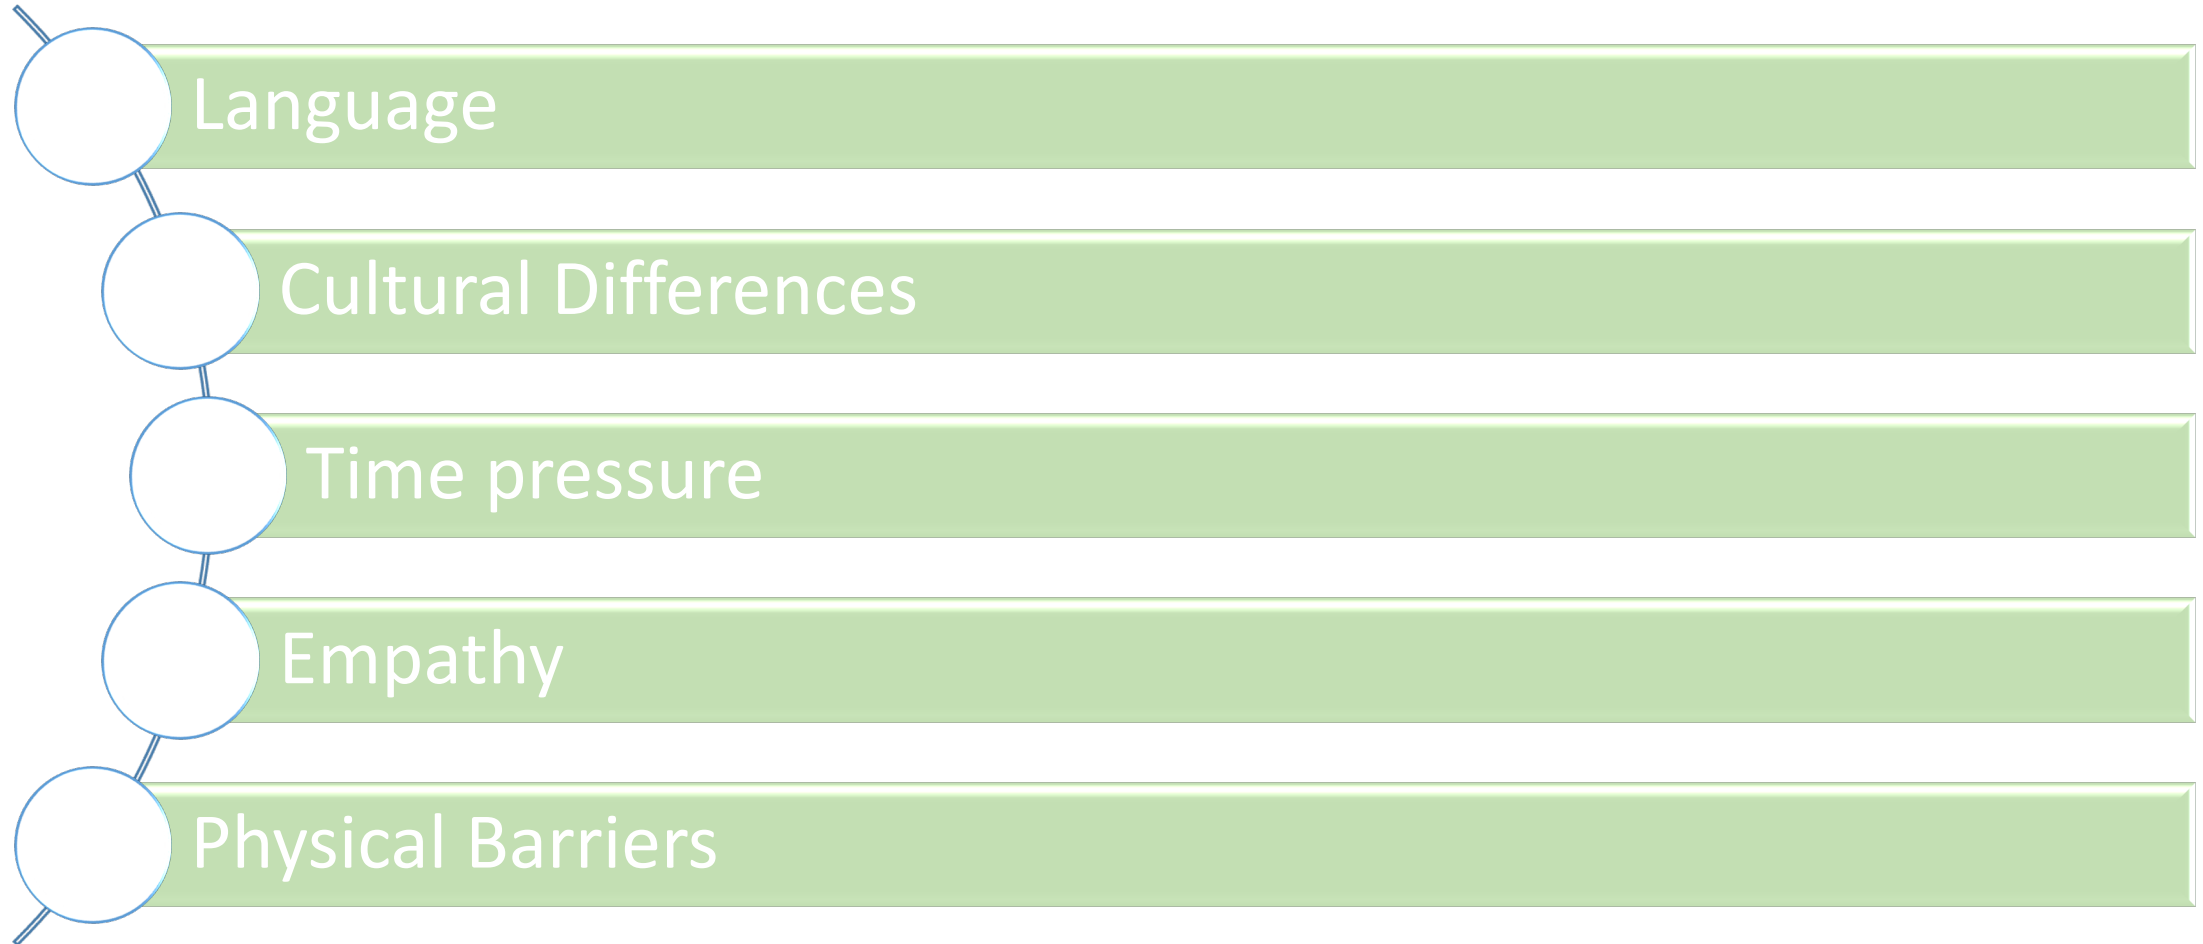 Language
Cultural Differences
Time pressure
Empathy
Physical Barriers